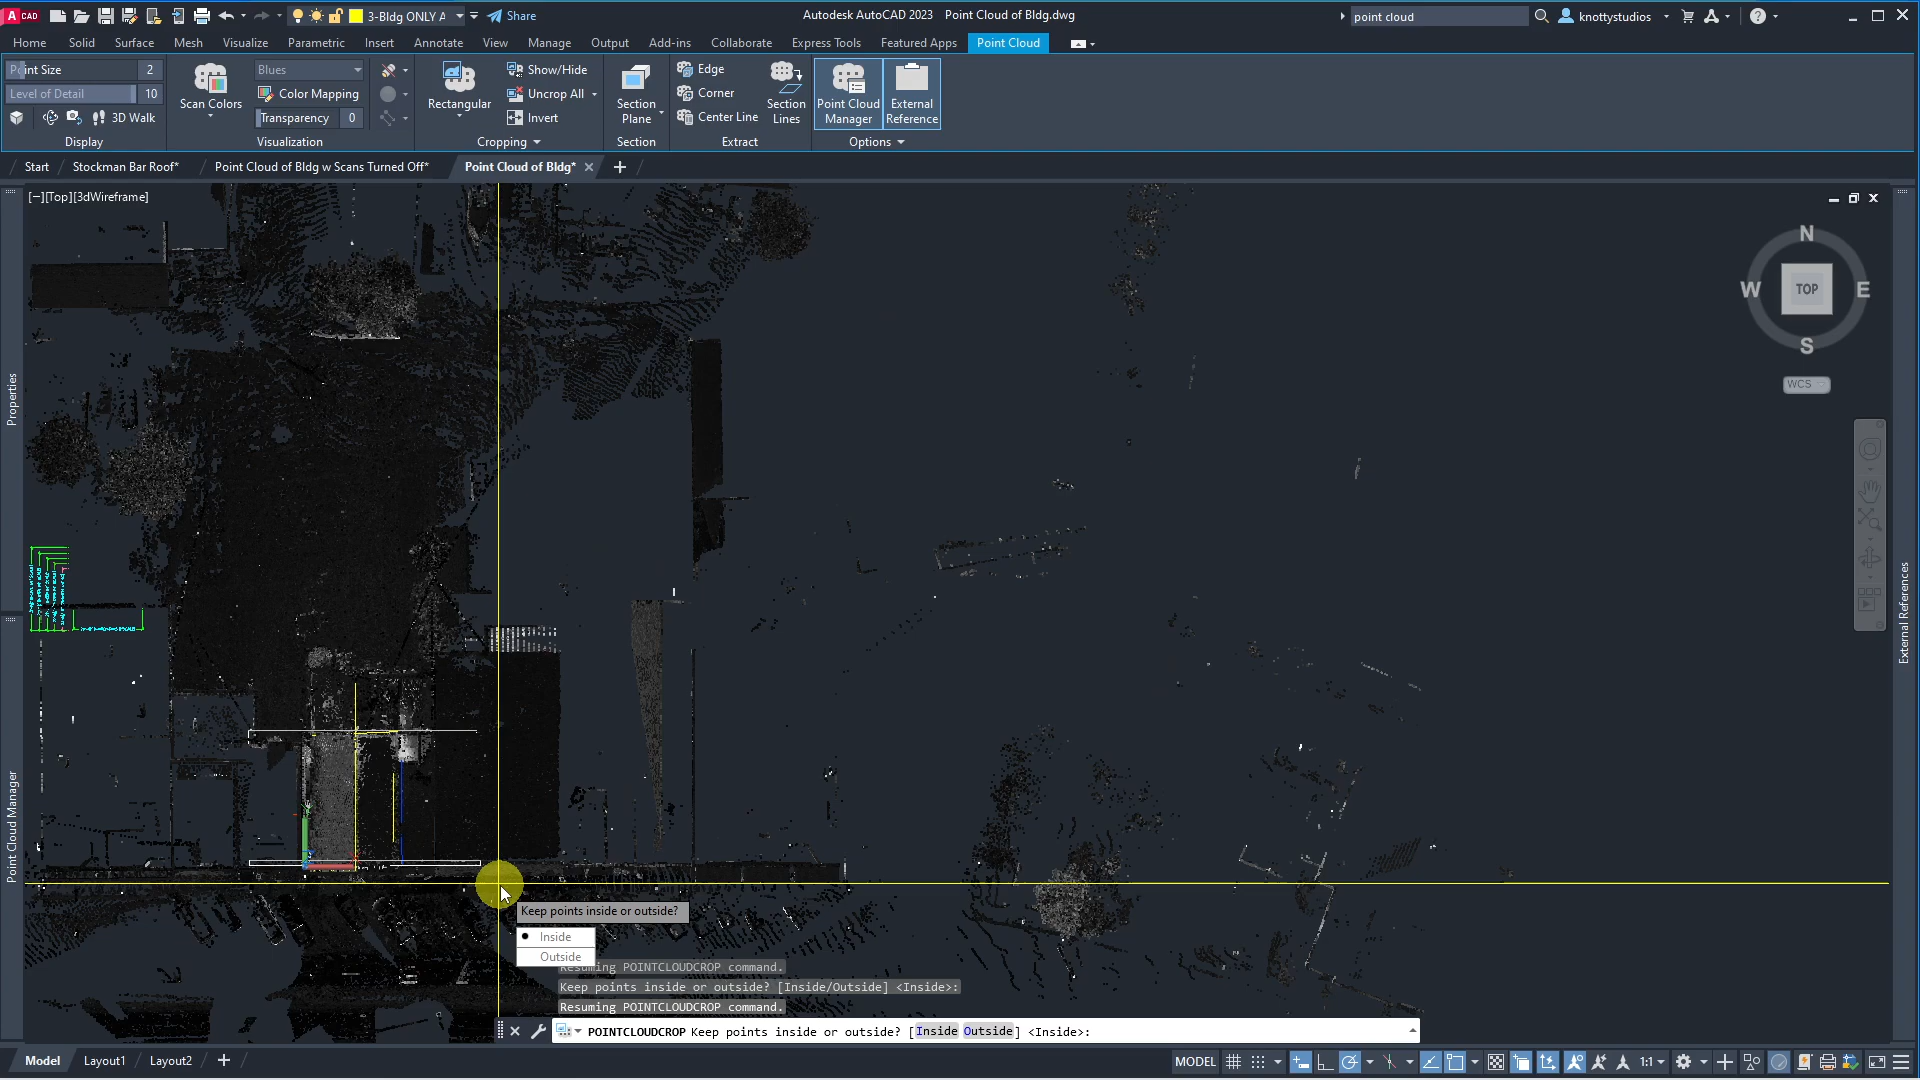 CAD
3-Bldg ONLY A
Share
Autodesk AutoCAD 2023 Point Cloud of Bldg.dwg
point cloud
knottystudios
Home Solid Surface Mesh Visualize Parametric Insert Annotate View Manage Output Add-ins Collaborate Express Tools Featured Apps Point Cloud
Point Size 2
Level of Detail 10
3D Walk
Display
Scan Colors
Blues
Color Mapping
Transparency 0
Visualization
Rectangular
Show/Hide
Uncrop All
Invert
Cropping
Section Plane
Section
Edge
Corner
Center Line
Section Lines
Extract
Point Cloud Manager
External Reference
Options
Start Stockman Bar Roof* Point Cloud of Bldg w Scans Turned Off* Point Cloud of Bldg*
[−][Top][3dWireframe]
N
W TOP E
S
WCS
Properties
Point Cloud Manager
External References
Keep points inside or outside?
Inside
Outside
Resuming POINTCLOUDCROP command.
Keep points inside or outside? [Inside/Outside] <Inside>:
Resuming POINTCLOUDCROP command.
POINTCLOUDCROP Keep points inside or outside? [Inside Outside] <Inside>:
Model Layout1 Layout2
MODEL 1:1